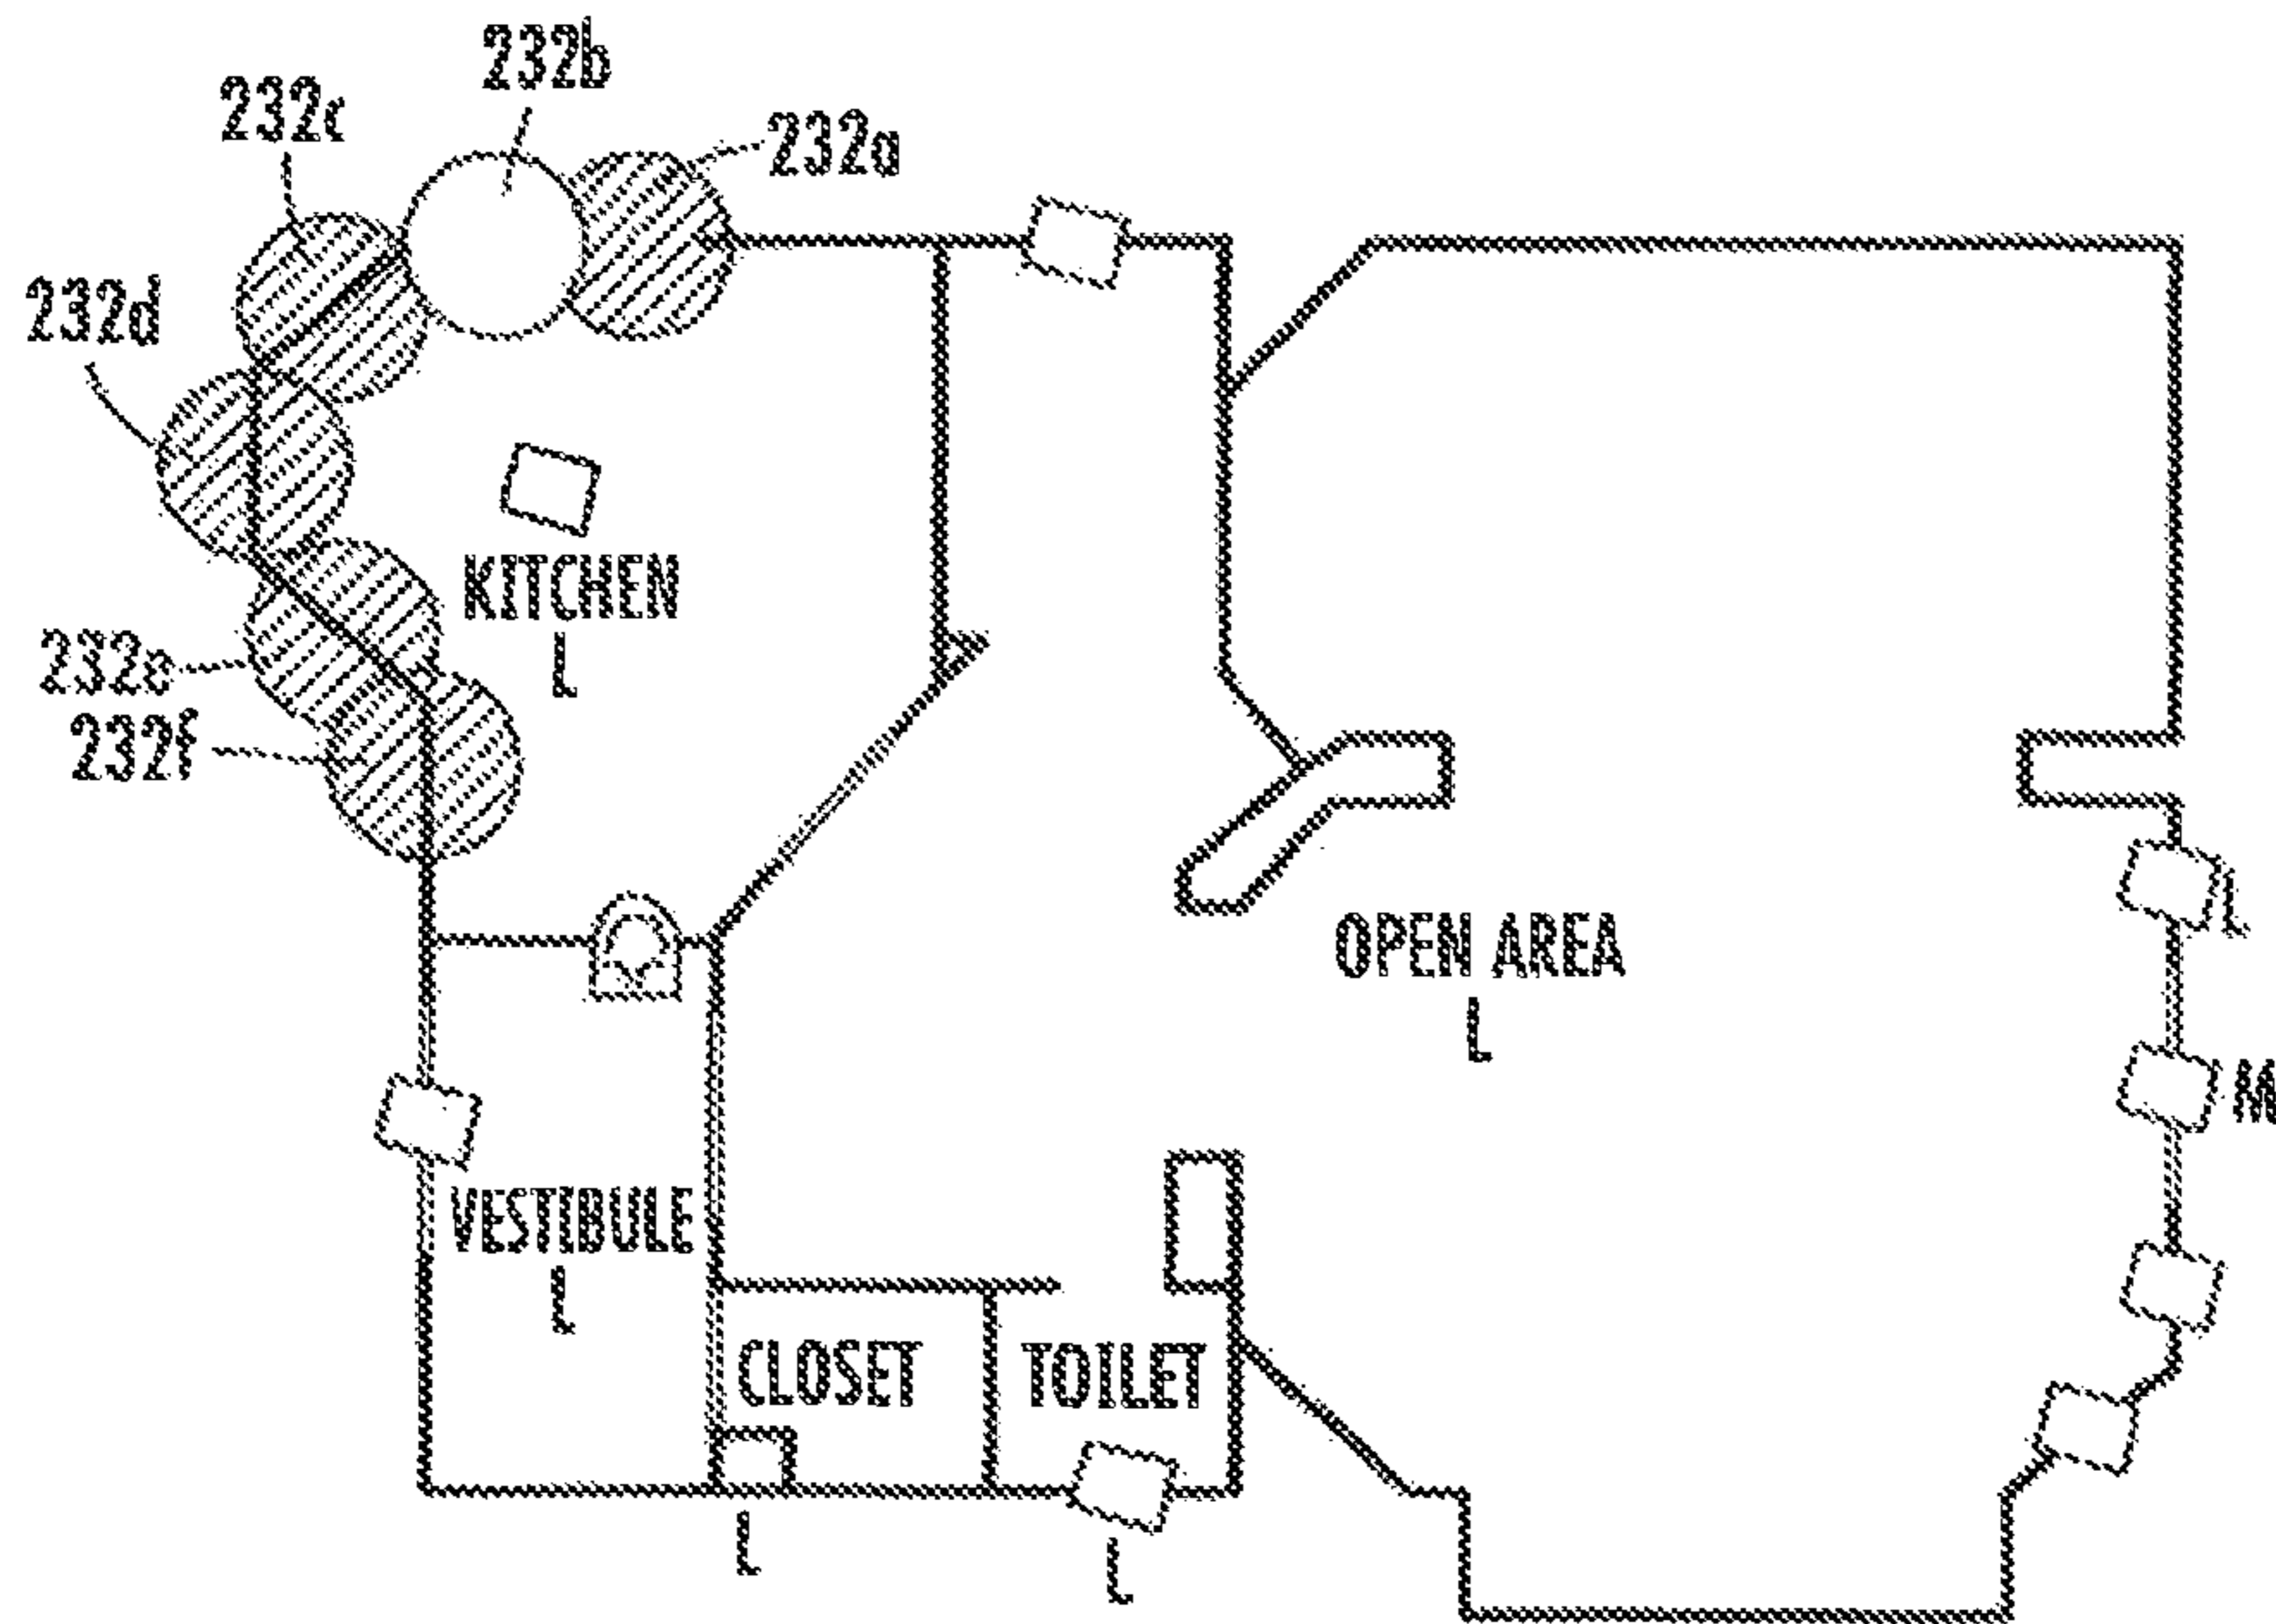 232b
232c
232a
232d
KITCHEN
L
232e
232f
OPEN AREA
L
L
M
VESTIBULE
L
CLOSET
TOILET
L
L